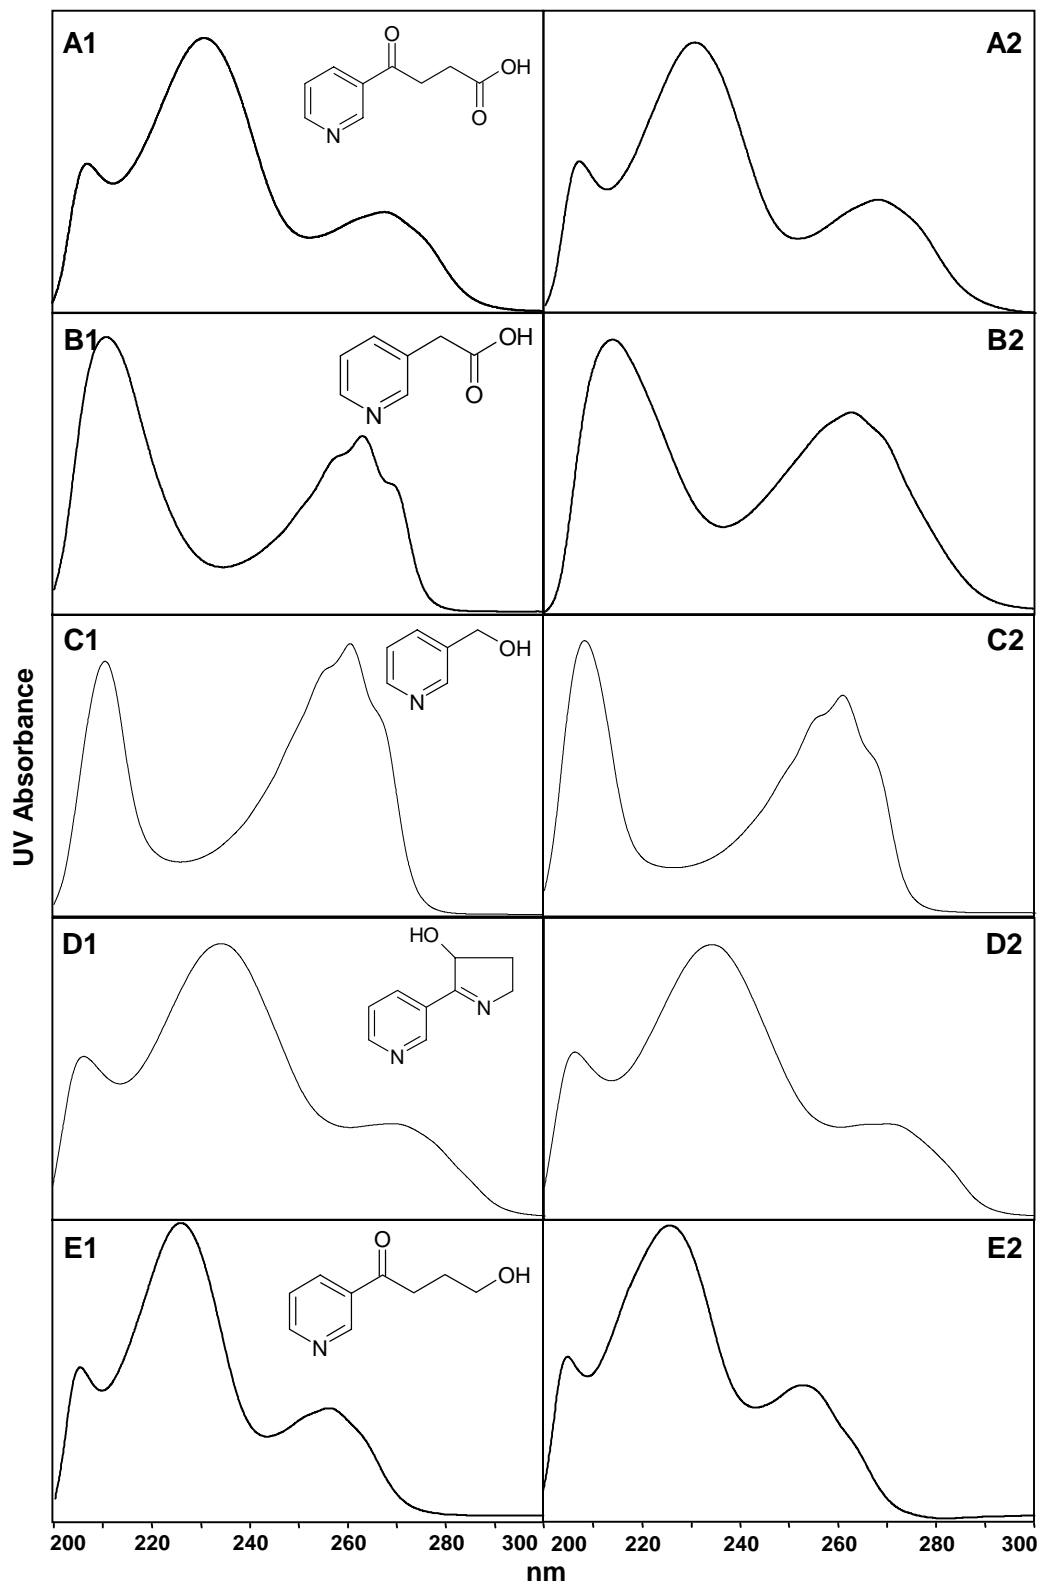 A1
O
OH
O
N
A2
B1
OH
O
N
B2
C1
OH
N
C2
D1
HO
N
N
D2
E1
O
OH
N
E2
UV Absorbance
200 220 240 260 280 300 200 220 240 260 280 300
nm